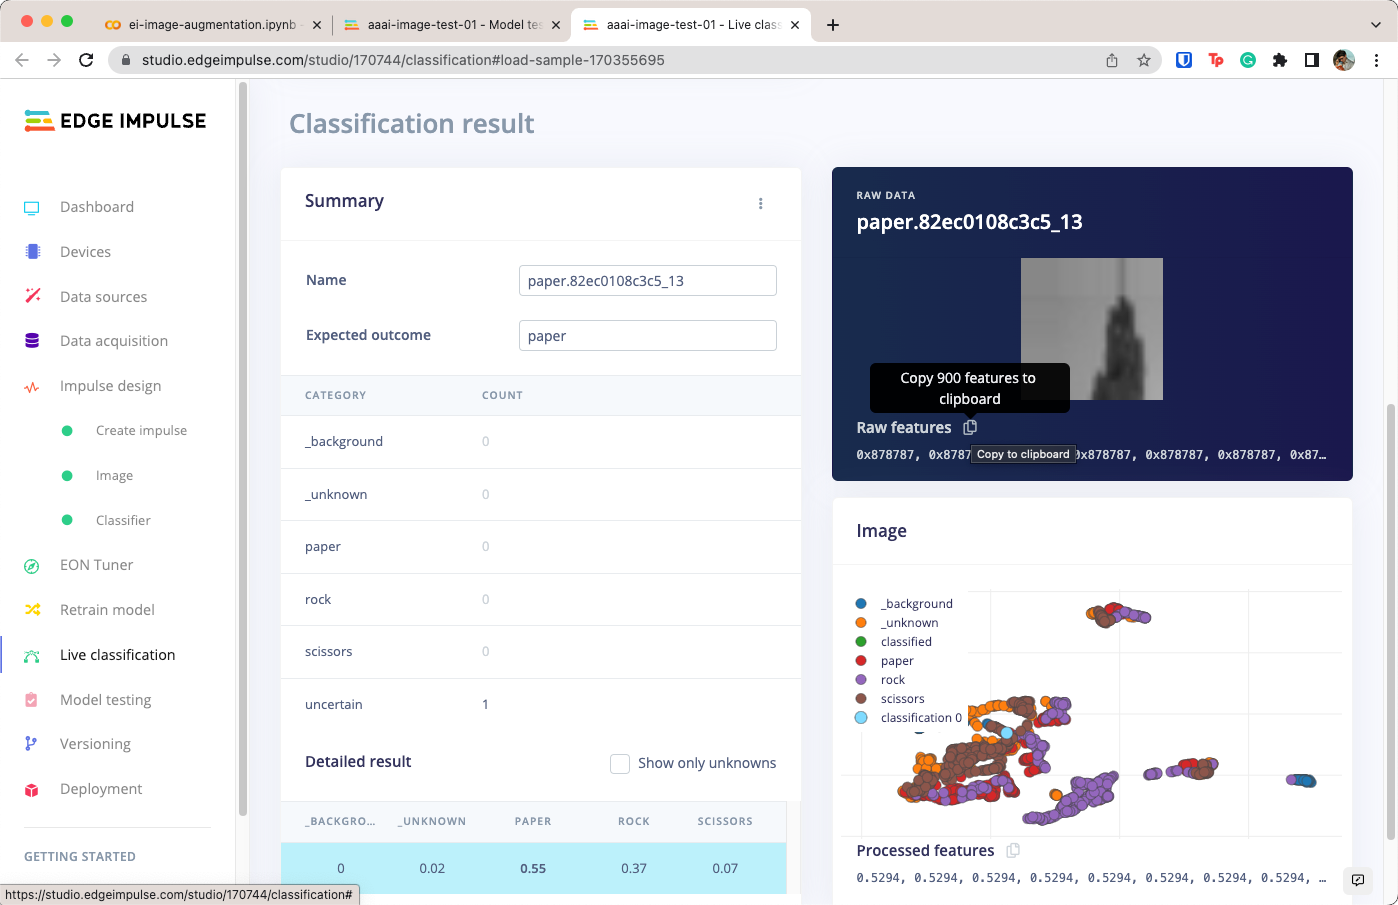 ei-image-augmentation.ipynb
aaai-image-test-01 - Model tes
aaai-image-test-01 - Live class
studio.edgeimpulse.com/studio/170744/classification#load-sample-170355695
EDGE IMPULSE
Dashboard
Devices
Data sources
Data acquisition
Impulse design
Create impulse
Image
Classifier
EON Tuner
Retrain model
Live classification
Model testing
Versioning
Deployment
GETTING STARTED
https://studio.edgeimpulse.com/studio/170744/classification#
Classification result
Summary
Name
paper.82ec0108c3c5_13
Expected outcome
paper
CATEGORY COUNT
_background 0
_unknown 0
paper 0
rock 0
scissors 0
uncertain 1
Detailed result
Show only unknowns
_BACKGRO... _UNKNOWN PAPER ROCK SCISSORS
0 0.02 0.55 0.37 0.07
RAW DATA
paper.82ec0108c3c5_13
Copy 900 features to
clipboard
Raw features
Copy to clipboard
0x878787, 0x878787, 0x878787, 0x878787, 0x87…
Image
_background
_unknown
classified
paper
rock
scissors
classification 0
Processed features
0.5294, 0.5294, 0.5294, 0.5294, 0.5294, 0.5294, 0.5294, 0.5294, …